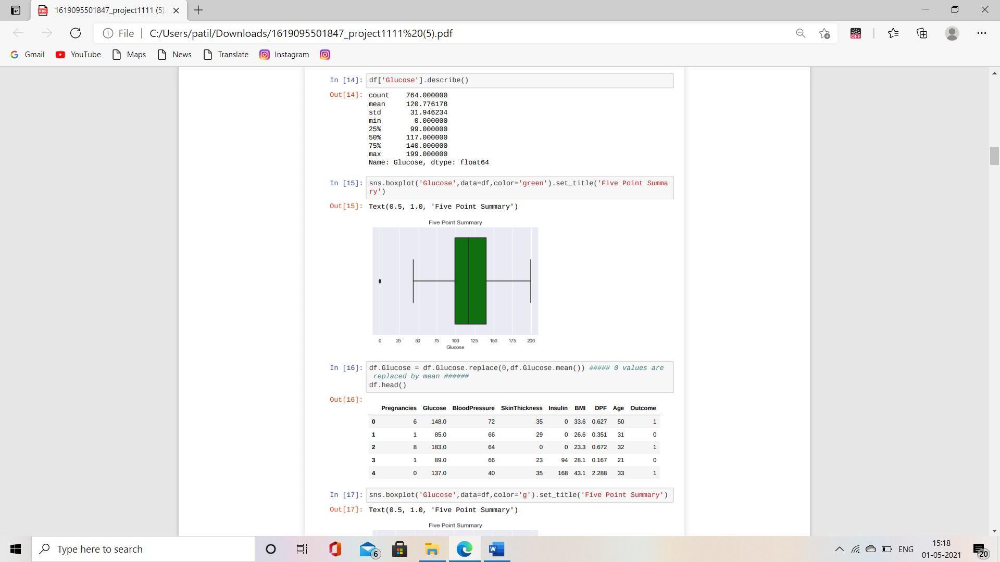 1619095501847_project1111 (5).
File | C:/Users/patil/Downloads/1619095501847_project1111%20(5).pdf
OFF
Gmail YouTube Maps News Translate Instagram
In [14]: df['Glucose'].describe()
Out[14]: count 764.000000
mean 120.776178
std 31.946234
min 0.000000
25% 99.000000
50% 117.000000
75% 140.000000
max 199.000000
Name: Glucose, dtype: float64
In [15]: sns.boxplot('Glucose',data=df,color='green').set_title('Five Point Summa
ry')
Out[15]: Text(0.5, 1.0, 'Five Point Summary')
Five Point Summary
0 25 50 75 100 125 150 175 200
Glucose
In [16]: df.Glucose = df.Glucose.replace(0,df.Glucose.mean()) ##### 0 values are
replaced by mean ######
df.head()
Out[16]:
Pregnancies Glucose BloodPressure SkinThickness Insulin BMI DPF Age Outcome
0 6 148.0 72 35 0 33.6 0.627 50 1
1 1 85.0 66 29 0 26.6 0.351 31 0
2 8 183.0 64 0 0 23.3 0.672 32 1
3 1 89.0 66 23 94 28.1 0.167 21 0
4 0 137.0 40 35 168 43.1 2.288 33 1
In [17]: sns.boxplot('Glucose',data=df,color='g').set_title('Five Point Summary')
Out[17]: Text(0.5, 1.0, 'Five Point Summary')
Five Point Summary
Type here to search
6
W
ENG
15:18
01-05-2021
20